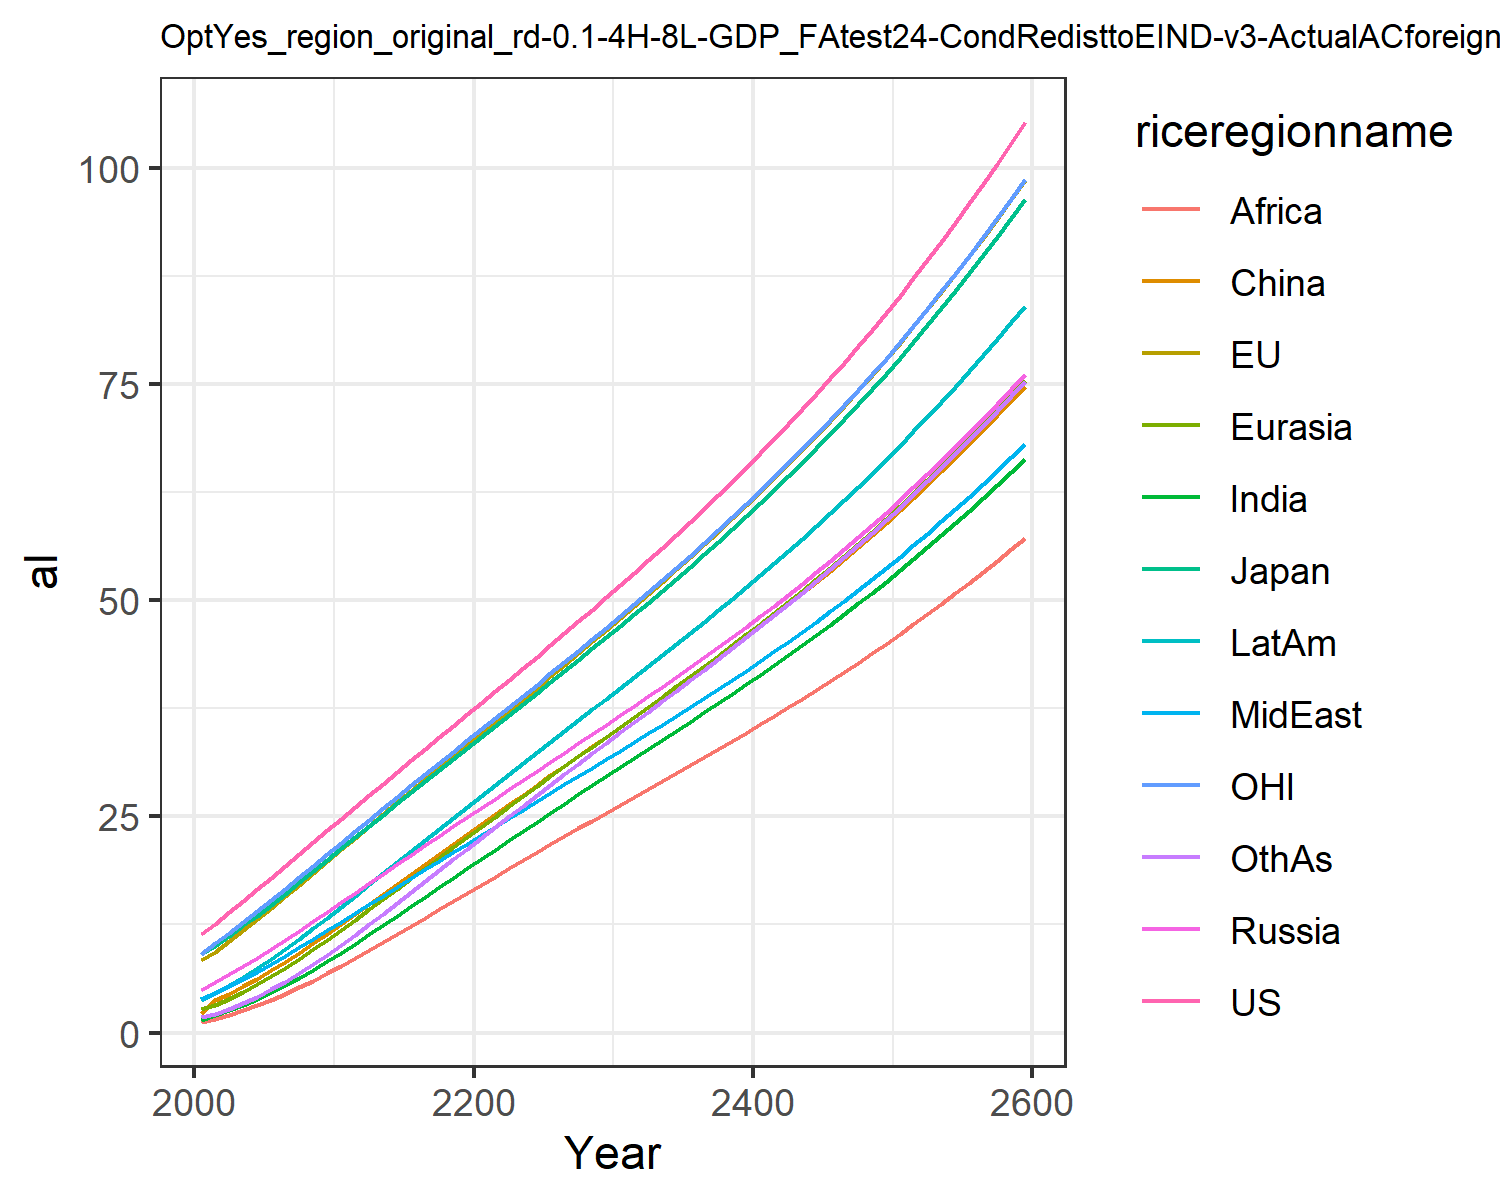 OptYes_region_original_rd-0.1-4H-8L-GDP_FAtest24-CondRedisttoEIND-v3-ActualACforeign
riceregionname
Africa
China
EU
Eurasia
India
Japan
LatAm
MidEast
OHI
OthAs
Russia
US
al
100
75
50
25
0
2000 2200 2400 2600
Year